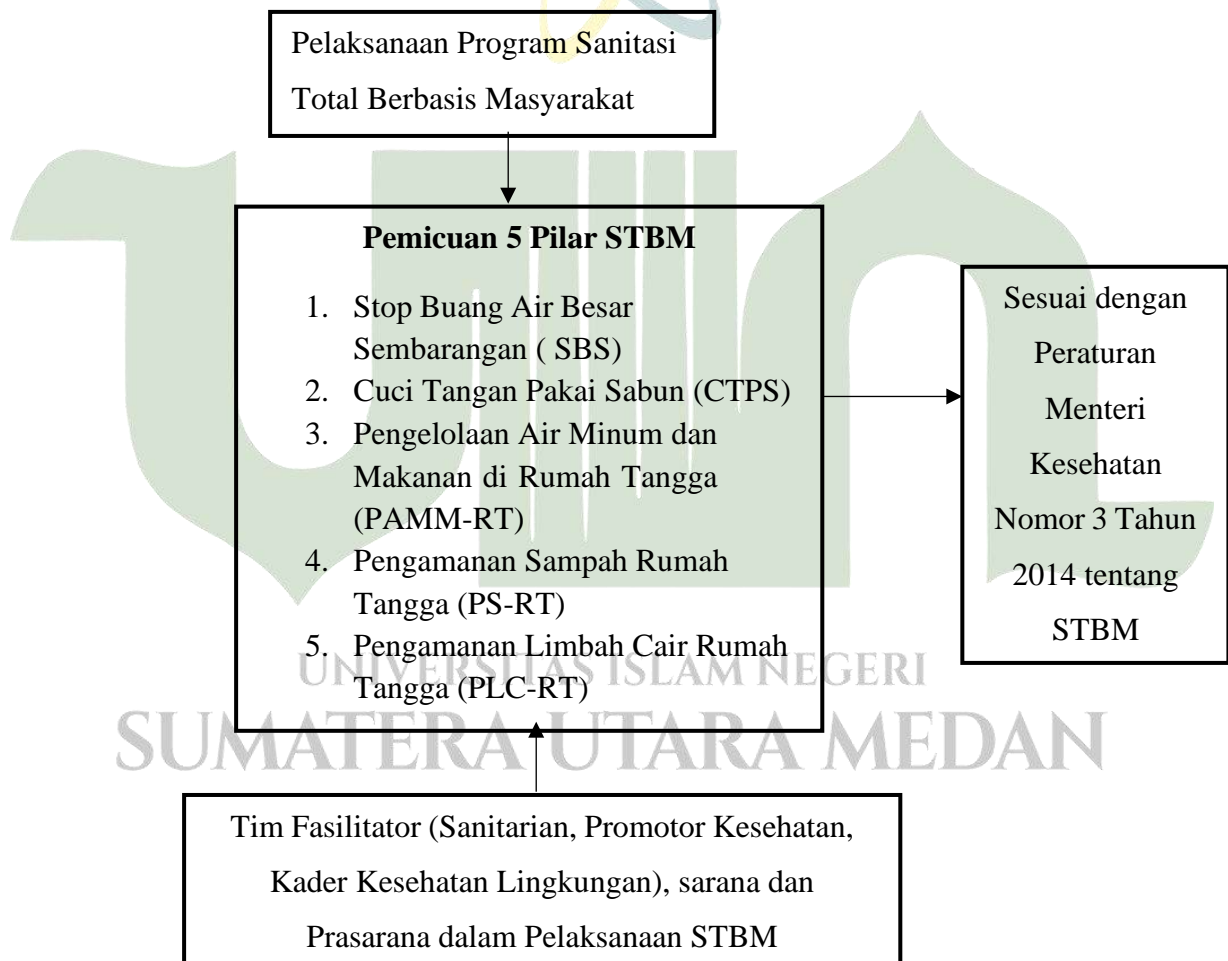 Pelaksanaan Program Sanitasi
Total Berbasis Masyarakat
Pemicuan 5 Pilar STBM
1. Stop Buang Air Besar
Sembarangan ( SBS)
2. Cuci Tangan Pakai Sabun (CTPS)
3. Pengelolaan Air Minum dan
Makanan di Rumah Tangga
(PAMM-RT)
4. Pengamanan Sampah Rumah
Tangga (PS-RT)
5. Pengamanan Limbah Cair Rumah
Tangga (PLC-RT)
Sesuai dengan
Peraturan
Menteri
Kesehatan
Nomor 3 Tahun
2014 tentang
STBM
UNIVERSITAS ISLAM NEGERI
SUMATERA UTARA MEDAN
Tim Fasilitator (Sanitarian, Promotor Kesehatan,
Kader Kesehatan Lingkungan), sarana dan
Prasarana dalam Pelaksanaan STBM